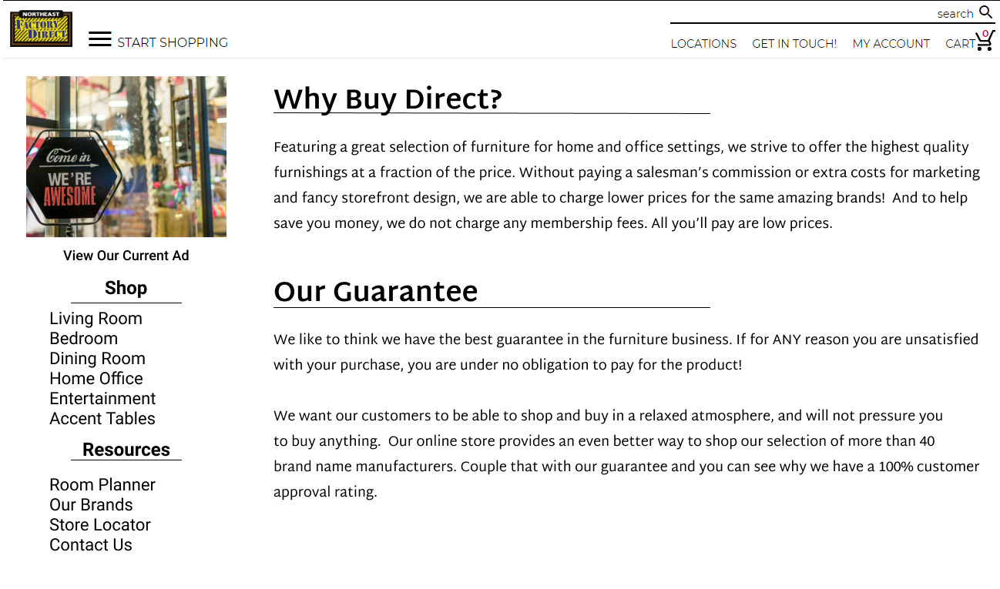 NORTHEAST
FACTORY
DIRECT
START SHOPPING
search
LOCATIONS GET IN TOUCH! MY ACCOUNT CART 0
Come in
WE'RE
AWESOME
View Our Current Ad
Shop
Living Room
Bedroom
Dining Room
Home Office
Entertainment
Accent Tables
Resources
Room Planner
Our Brands
Store Locator
Contact Us
Why Buy Direct?
Featuring a great selection of furniture for home and office settings, we strive to offer the highest quality
furnishings at a fraction of the price. Without paying a salesman’s commission or extra costs for marketing
and fancy storefront design, we are able to charge lower prices for the same amazing brands!  And to help
save you money, we do not charge any membership fees. All you’ll pay are low prices.
Our Guarantee
We like to think we have the best guarantee in the furniture business. If for ANY reason you are unsatisfied
with your purchase, you are under no obligation to pay for the product!
We want our customers to be able to shop and buy in a relaxed atmosphere, and will not pressure you
to buy anything.  Our online store provides an even better way to shop our selection of more than 40
brand name manufacturers. Couple that with our guarantee and you can see why we have a 100% customer
approval rating.